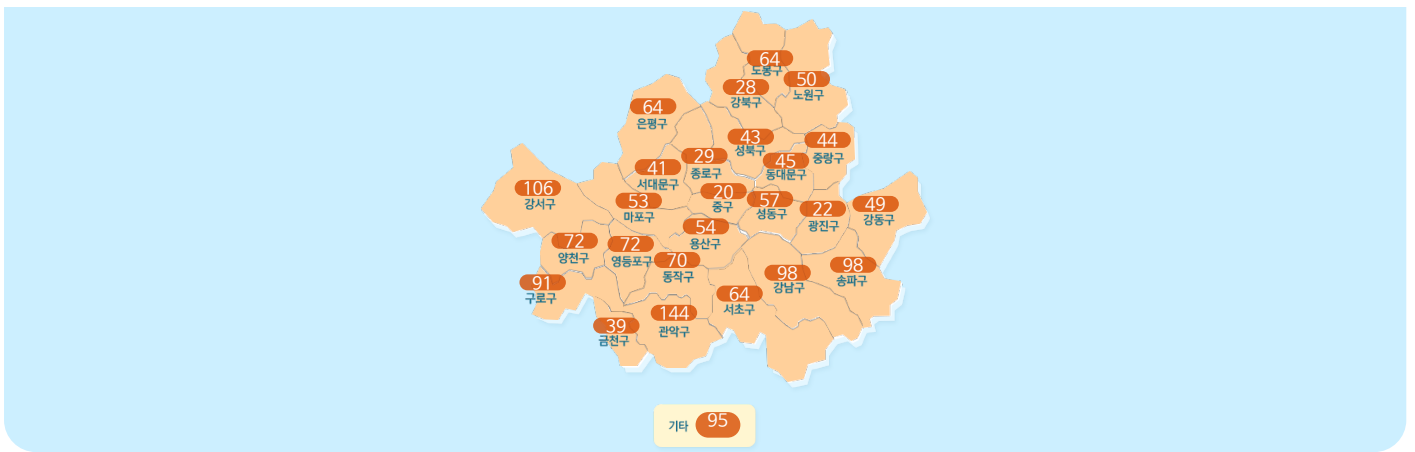 64
도봉구
50
노원구
28
강북구
64
은평구
43
성북구
44
중랑구
29
종로구
45
동대문구
41
서대문구
106
강서구
20
중구
57
성동구
53
마포구
22
광진구
49
강동구
54
용산구
72
양천구
72
영등포구
70
동작구
98
강남구
98
송파구
91
구로구
64
서초구
144
관악구
39
금천구
기타 95